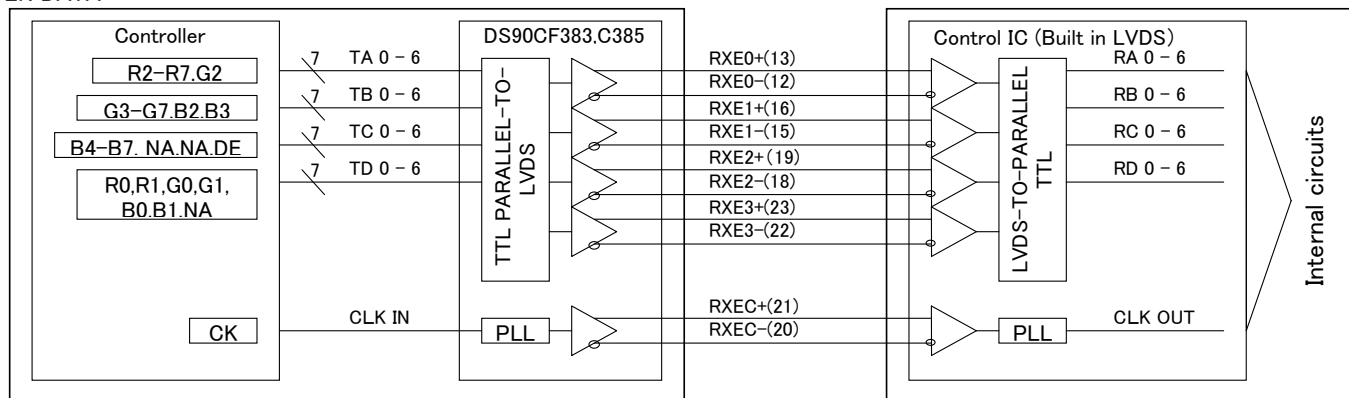 Controller
DS90CF383,C385
Control IC (Built in LVDS)
R2-R7.G2
7
TA 0 - 6
RXE0+(13)
RXE0-(12)
RA 0 - 6
G3-G7.B2.B3
7
TB 0 - 6
RXE1+(16)
RXE1-(15)
RB 0 - 6
B4-B7. NA.NA.DE
7
TC 0 - 6
RXE2+(19)
RXE2-(18)
RC 0 - 6
R0,R1,G0,G1,
B0.B1.NA
7
TD 0 - 6
RXE3+(23)
RXE3-(22)
RD 0 - 6
TTL PARALLEL-TO-
LVDS
LVDS-TO-PARALLEL
TTL
Internal circuits
CK
CLK IN
PLL
RXEC+(21)
RXEC-(20)
PLL
CLK OUT